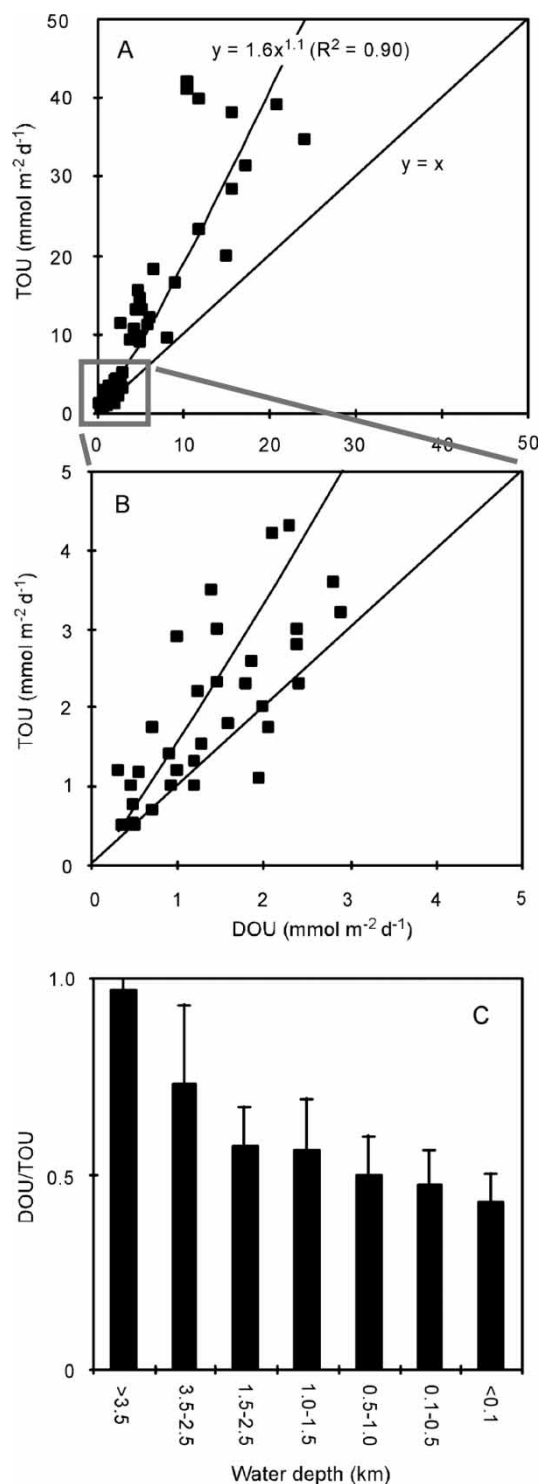 A
y = 1.6x^1.1 (R^2 = 0.90)
y = x
TOU (mmol m^-2 d^-1)
50
40
30
20
10
0
0 10 20 30 40 50
B
TOU (mmol m^-2 d^-1)
5
4
3
2
1
0
0 1 2 3 4 5
DOU (mmol m^-2 d^-1)
C
DOU/TOU
1.0
0.5
0
>3.5 3.5-2.5 1.5-2.5 1.0-1.5 0.5-1.0 0.1-0.5 <0.1
Water depth (km)